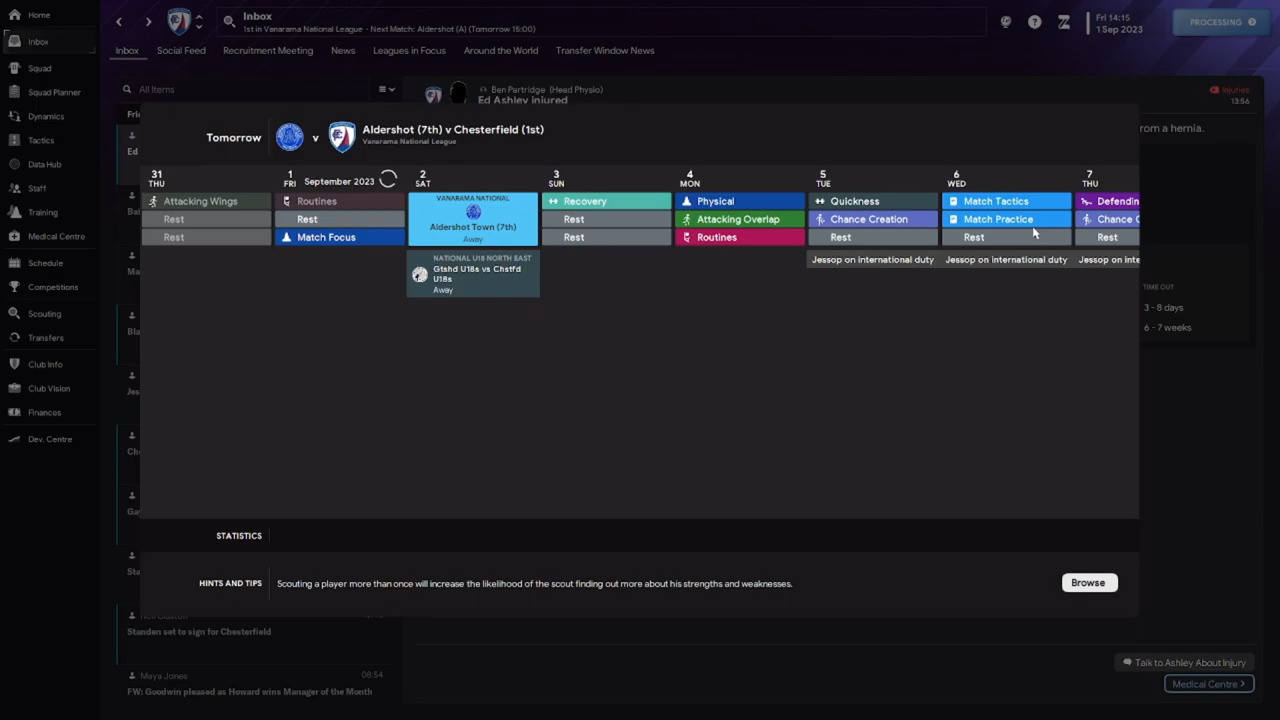 Home
Inbox
Squad
Squad Planner
Dynamics
Tactics
Data Hub
Staff
Training
Medical Centre
Schedule
Competitions
Scouting
Transfers
Club Info
Club Vision
Finances
Dev. Centre
Inbox
1st in Vanarama National League - Next Match: Aldershot (A) (Tomorrow 15:00)
Fri 14:15
1 Sep 2023
PROCESSING
Inbox
Social Feed
Recruitment Meeting
News
Leagues in Focus
Around the World
Transfer Window News
All Items
Ben Partridge (Head Physio)
Ed Ashley injured
Injuries
13:56
Tomorrow
v
Aldershot (7th) v Chesterfield (1st)
Vanarama National League
31
THU
1
FRI
September 2023
2
SAT
3
SUN
4
MON
5
TUE
6
WED
7
THU
Attacking Wings
Rest
Rest
Routines
Rest
Match Focus
VANARAMA NATIONAL
Aldershot Town (7th)
Away
NATIONAL U18 NORTH EAST
Gtshd U18s vs Chstfd
U18s
Away
Recovery
Rest
Rest
Physical
Attacking Overlap
Routines
Quickness
Chance Creation
Rest
Jessop on international duty
Match Tactics
Match Practice
Rest
Jessop on international duty
Defendin
Chance C
Rest
Jessop on inte
rom a hernia.
TIME OUT
3 - 8 days
6 - 7 weeks
STATISTICS
HINTS AND TIPS
Scouting a player more than once will increase the likelihood of the scout finding out more about his strengths and weaknesses.
Browse
Standen set to sign for Chesterfield
Maya Jones
08:54
FW: Goodwin pleased as Howard wins Manager of the Month
Talk to Ashley About Injury
Medical Centre >